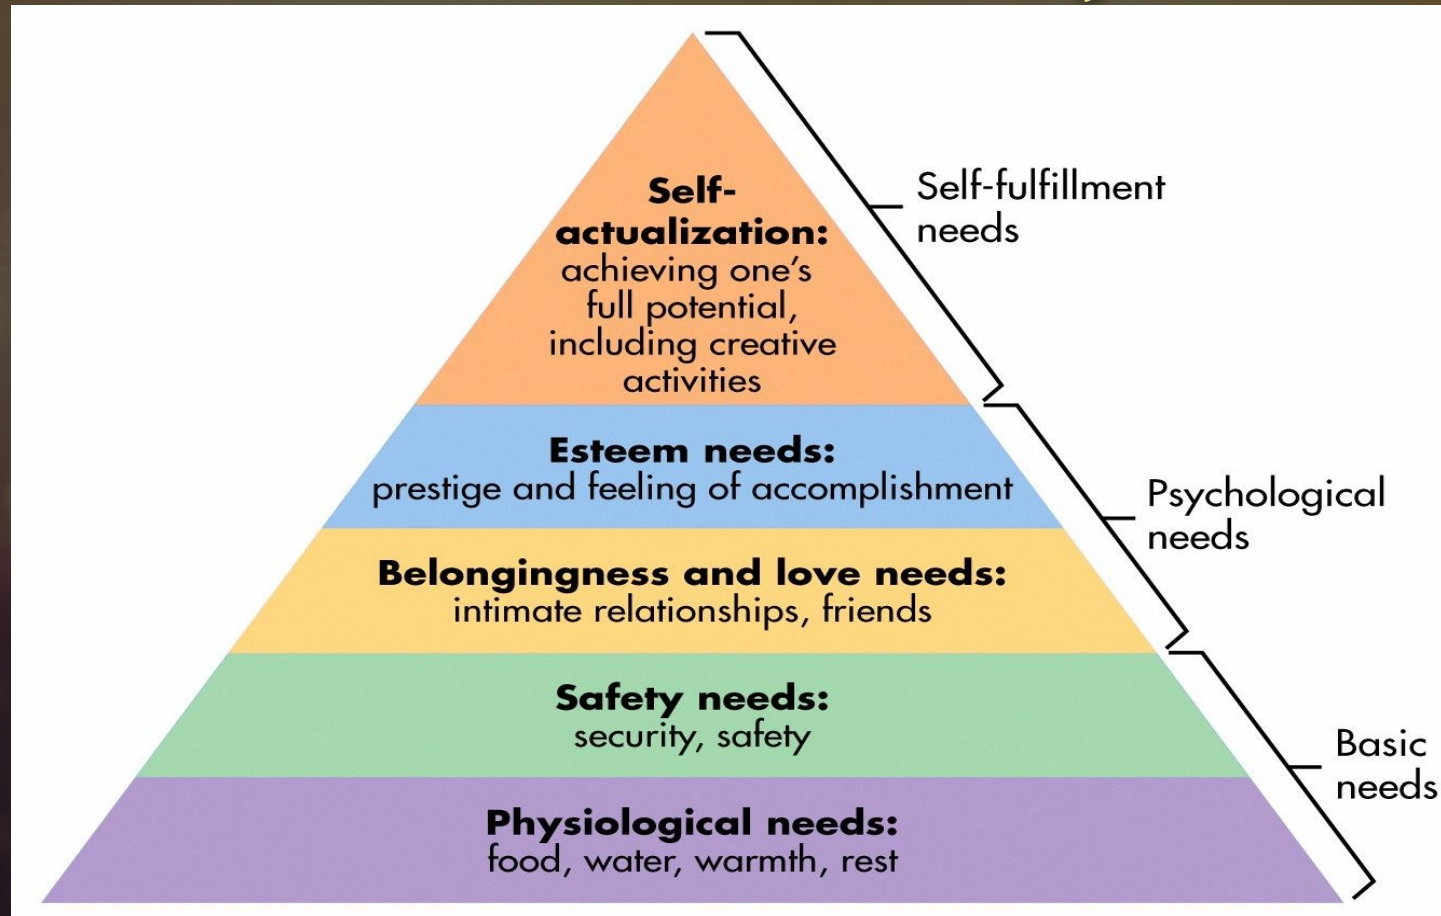 Self-
actualization:
achieving one's
full potential,
including creative
activities
Self-fulfillment
needs
Esteem needs:
prestige and feeling of accomplishment
Psychological
needs
Belongingness and love needs:
intimate relationships, friends
Safety needs:
security, safety
Basic
needs
Physiological needs:
food, water, warmth, rest